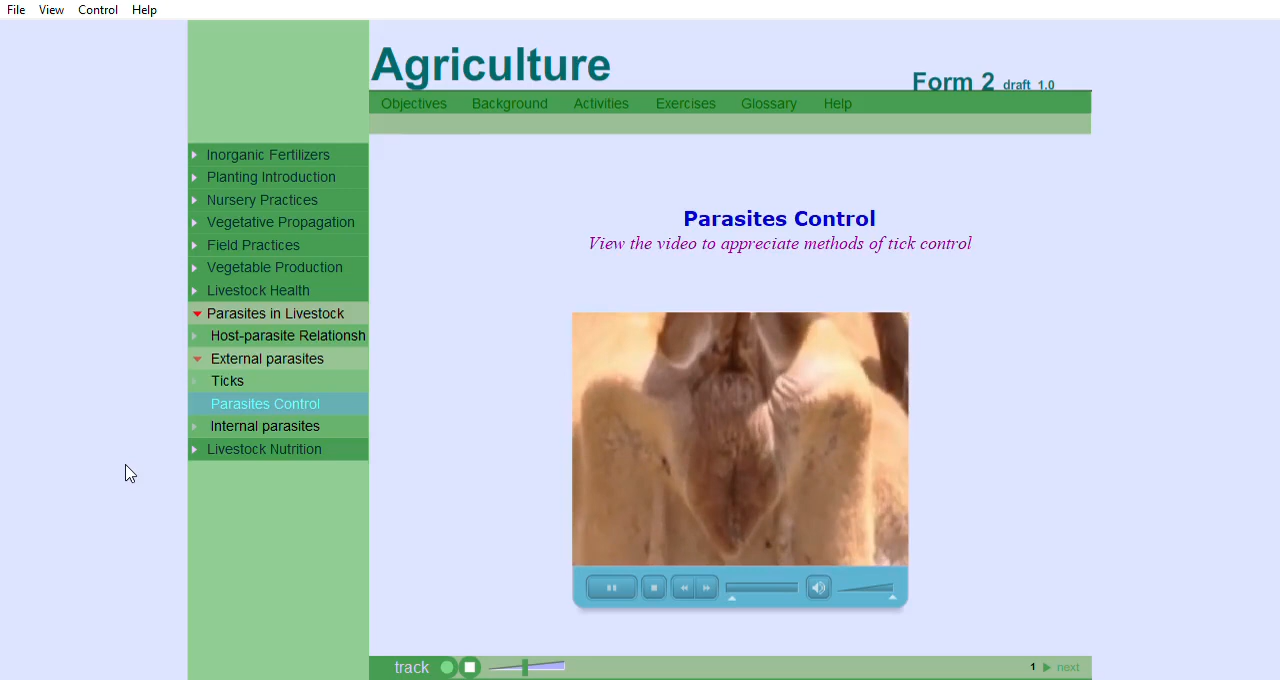 File View Control Help
Agriculture
Form 2 draft 1.0
Objectives Background Activities Exercises Glossary Help
Inorganic Fertilizers
Planting Introduction
Nursery Practices
Vegetative Propagation
Field Practices
Vegetable Production
Livestock Health
Parasites in Livestock
Host-parasite Relationsh
External parasites
Ticks
Parasites Control
Internal parasites
Livestock Nutrition
Parasites Control
View the video to appreciate methods of tick control
track
1 next